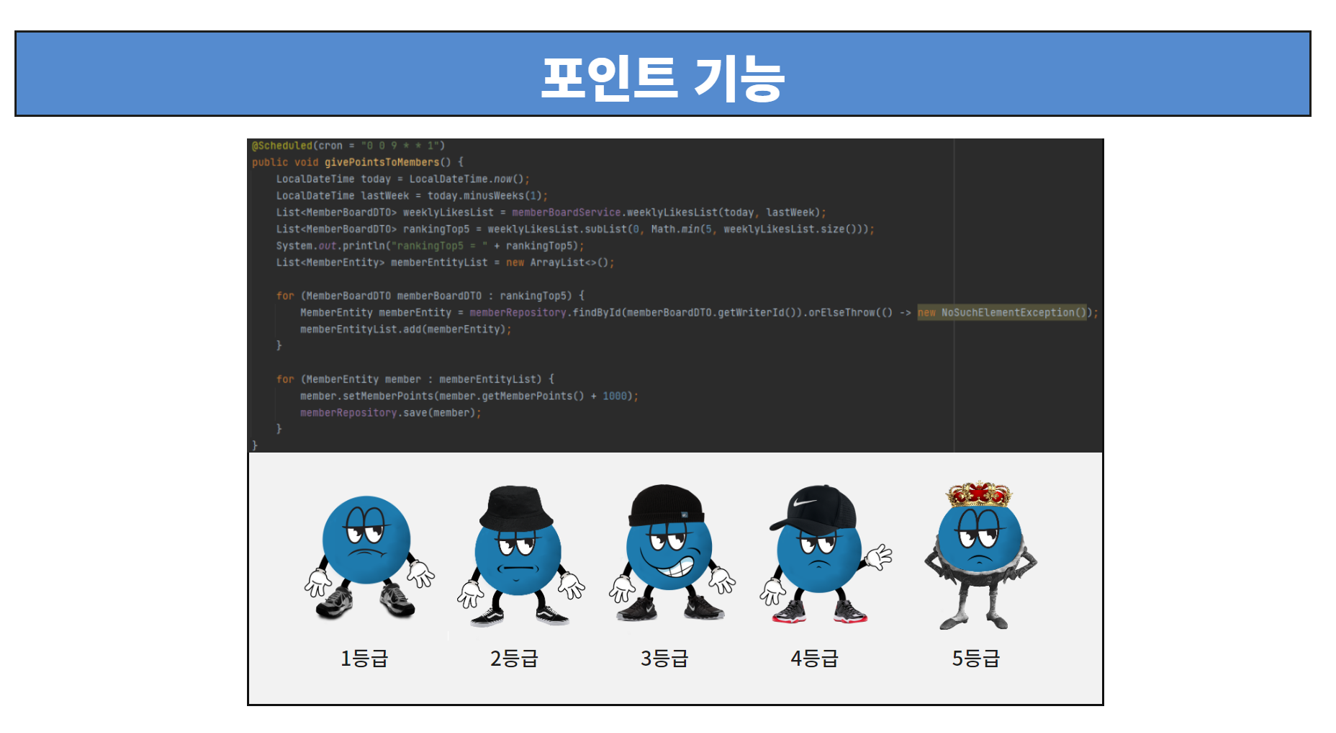 포인트 기능
@Scheduled(cron = "0 0 9 * * 1")
public void givePointsToMembers() {
    LocalDateTime today = LocalDateTime.now();
    LocalDateTime lastWeek = today.minusWeeks(1);
    List<MemberBoardDTO> weeklyLikesList = memberBoardService.weeklyLikesList(today, lastWeek);
    List<MemberBoardDTO> rankingTop5 = weeklyLikesList.subList(0, Math.min(5, weeklyLikesList.size()));
    System.out.println("rankingTop5 = " + rankingTop5);
    List<MemberEntity> memberEntityList = new ArrayList<>();
    for (MemberBoardDTO memberBoardDTO : rankingTop5) {
        MemberEntity memberEntity = memberRepository.findById(memberBoardDTO.getWriterId()).orElseThrow(() -> new NoSuchElementException());
        memberEntityList.add(memberEntity);
    }
    for (MemberEntity member : memberEntityList) {
        member.setMemberPoints(member.getMemberPoints() + 1000);
        memberRepository.save(member);
    }
}
1등급 2등급 3등급 4등급 5등급